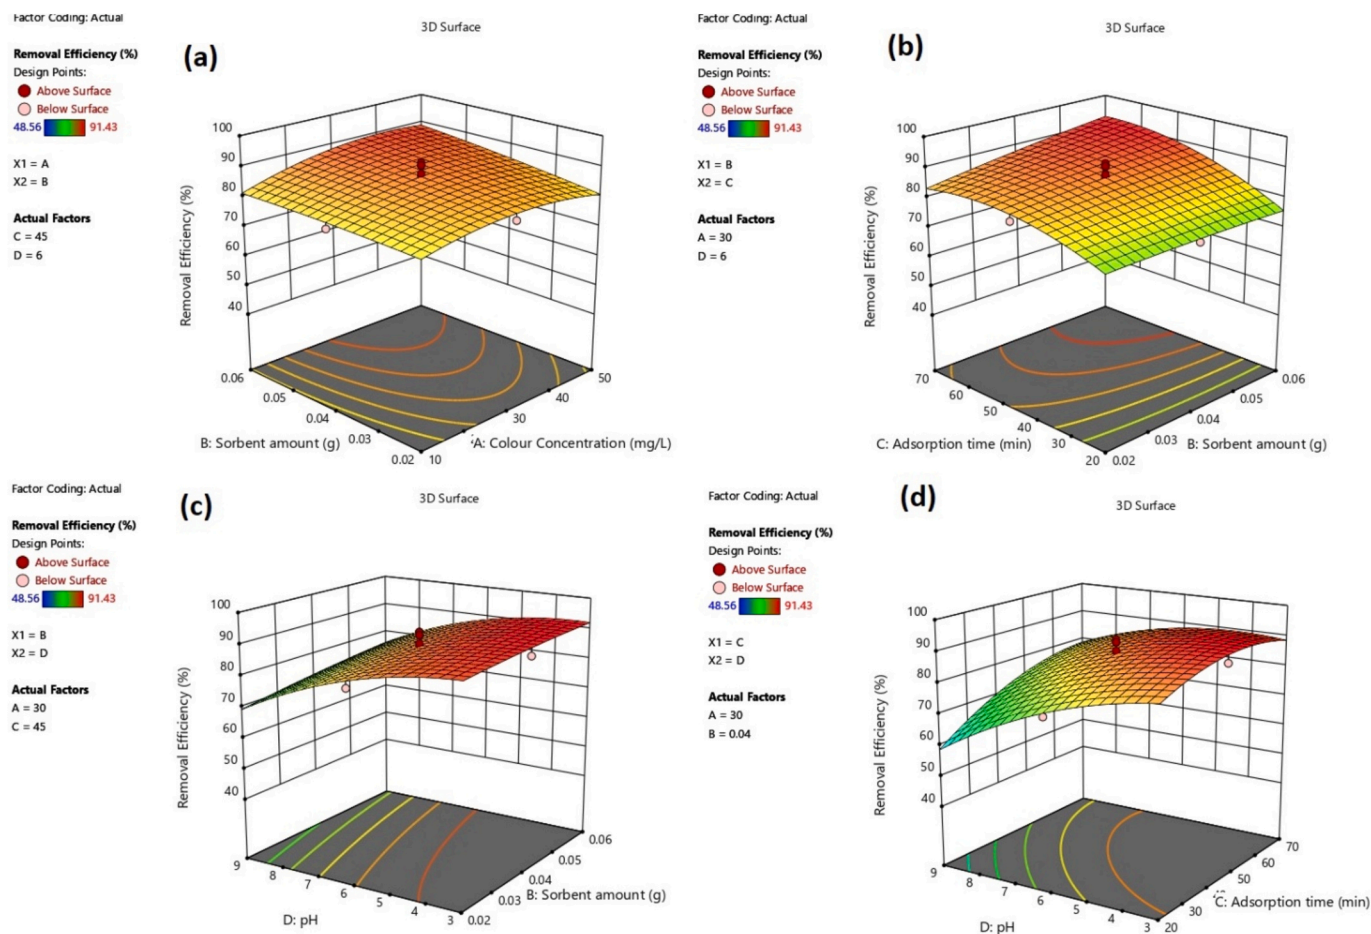 Factor Coding: Actual
3D Surface
(a)
Removal Efficiency (%)
Design Points:
Above Surface
Below Surface
48.56 91.43
X1 = A
X2 = B
Actual Factors
C = 45
D = 6
Removal Efficiency (%)
100
90
80
70
60
50
40
0.06
0.05
0.04
0.03
0.02
B: Sorbent amount (g)
10
30
40
50
A: Colour Concentration (mg/L)
Factor Coding: Actual
3D Surface
(b)
Removal Efficiency (%)
Design Points:
Above Surface
Below Surface
48.56 91.43
X1 = B
X2 = C
Actual Factors
A = 30
D = 6
Removal Efficiency (%)
100
90
80
70
60
50
40
70
60
50
40
30
20
C: Adsorption time (min)
0.02
0.03
0.04
0.05
0.06
B: Sorbent amount (g)
Factor Coding: Actual
3D Surface
(c)
Removal Efficiency (%)
Design Points:
Above Surface
Below Surface
48.56 91.43
X1 = B
X2 = D
Actual Factors
A = 30
C = 45
Removal Efficiency (%)
100
90
80
70
60
50
40
9
8
7
6
5
4
3
D: pH
0.02
0.03
0.04
0.05
0.06
B: Sorbent amount (g)
Factor Coding: Actual
3D Surface
(d)
Removal Efficiency (%)
Design Points:
Above Surface
Below Surface
48.56 91.43
X1 = C
X2 = D
Actual Factors
A = 30
B = 0.04
Removal Efficiency (%)
100
90
80
70
60
50
40
9
8
7
6
5
4
3
D: pH
20
30
50
60
70
C: Adsorption time (min)